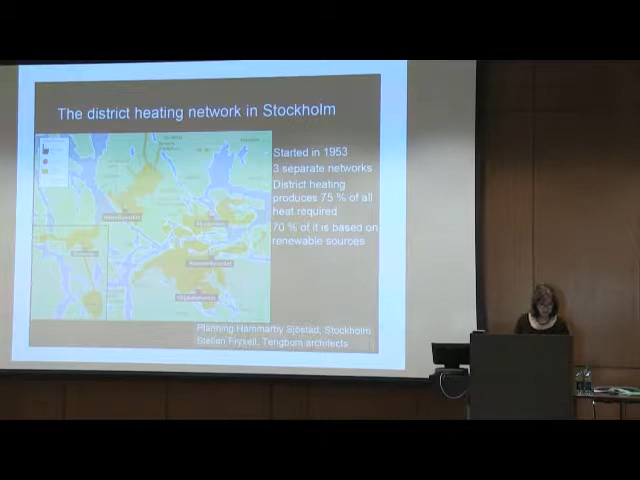 The district heating network in Stockholm
Started in 1953
3 separate networks
District heating
produces 75 % of all
heat required
70 % of it is based on
renewable sources
Planning Hammarby Sjöstad, Stockholm
Stellan Fryxell, Tengbom architects